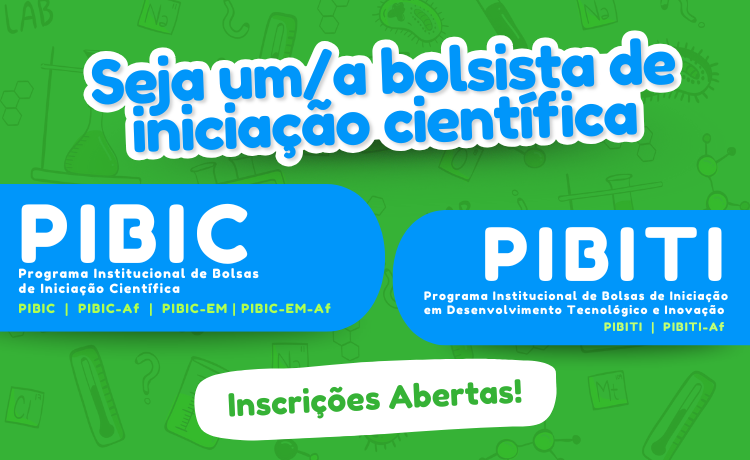 LAB
Na
Seja um/a bolsista de
iniciação científica
PIBIC
Programa Institucional de Bolsas
de Iniciação Científica
PIBIC | PIBIC-Af | PIBIC-EM | PIBIC-EM-Af
PIBITI
Programa Institucional de Bolsas de Iniciação
em Desenvolvimento Tecnológico e Inovação
PIBITI | PIBITI-Af
Inscrições Abertas!